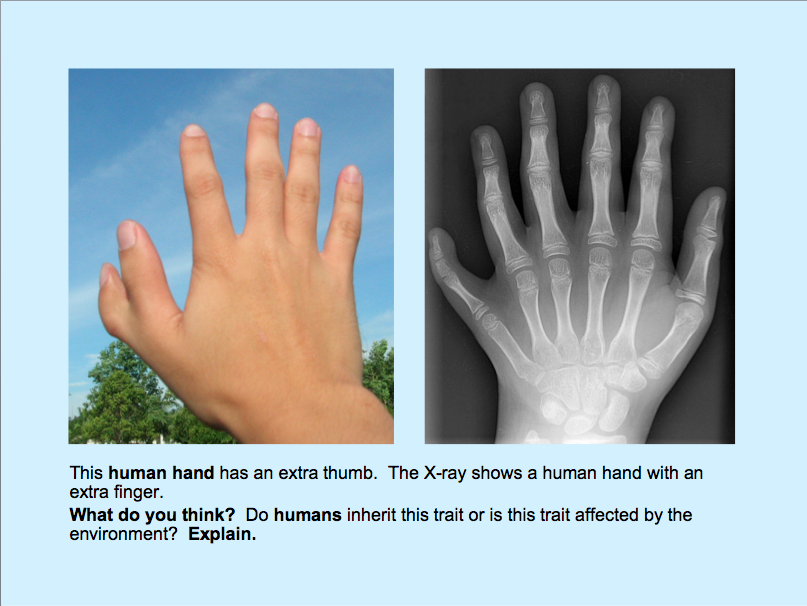 This human hand has an extra thumb.  The X-ray shows a human hand with an
extra finger.
What do you think?  Do humans inherit this trait or is this trait affected by the
environment?  Explain.